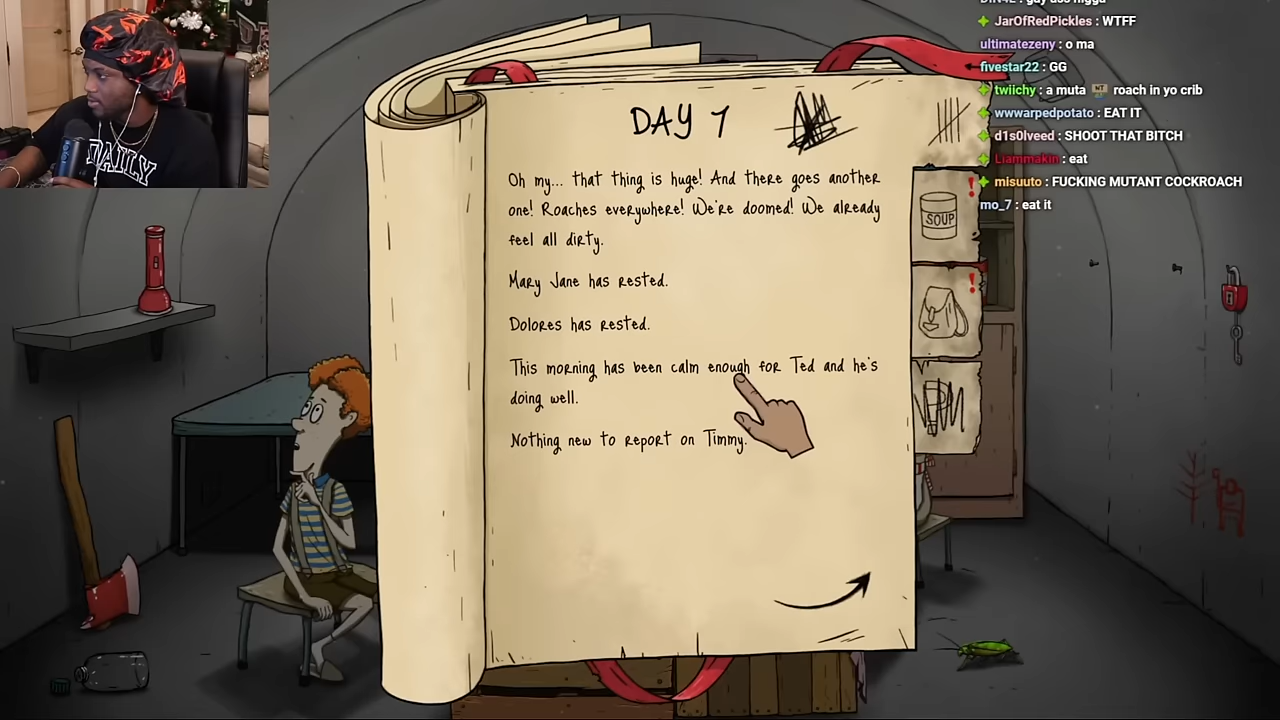 JarOfRedPickles : WTFF
ultimatezeny : o ma
fivestar22 : GG
twiichy : a muta roach in yo crib
wwwarpedpotato : EAT IT
d1s0lveed : SHOOT THAT BITCH
Liammakin : eat
misuuto : FUCKING MUTANT COCKROACH
mo_7 : eat it
DAILY
DAY 7
Oh my... that thing is huge! And there goes another
one! Roaches everywhere! We're doomed! We already
feel all dirty.
Mary Jane has rested.
Dolores has rested.
This morning has been calm enough for Ted and he's
doing well.
Nothing new to report on Timmy.
!
SOUP
!